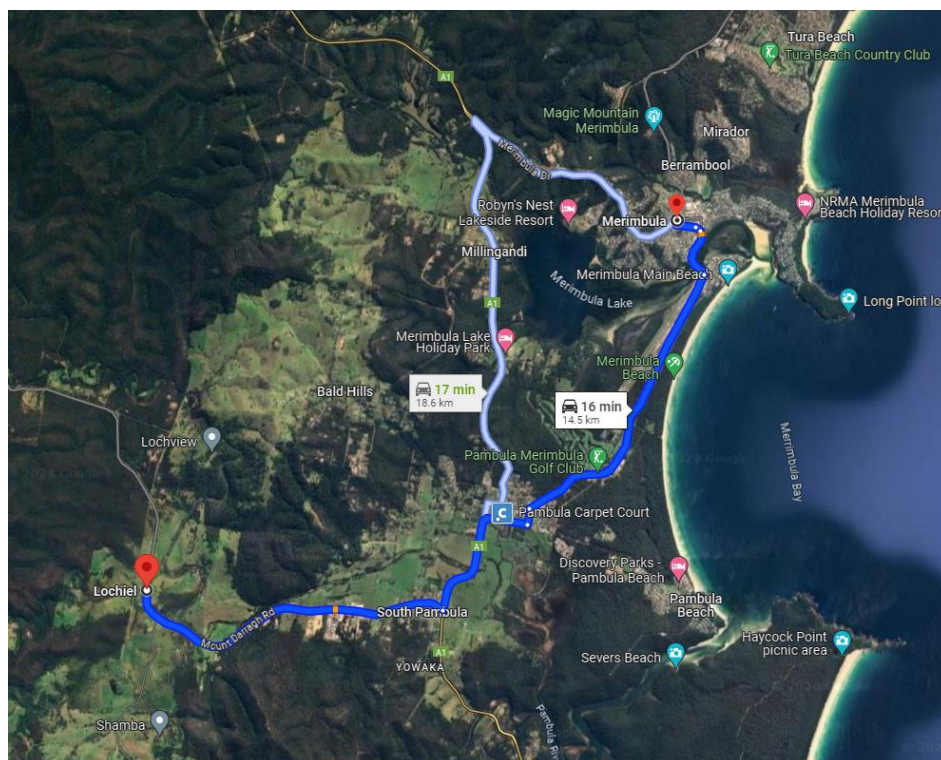 Tura Beach
Tura Beach Country Club
A1
Magic Mountain
Merimbula
Mirador
Merimbula Dr
Berrambool
Robyn's Nest
Lakeside Resort
Merimbula
NRMA Merimbula
Beach Holiday Resor
Millingandi
Merimbula Main Beach
Merimbula Lake
Long Point lo
A1
Merimbula Lake
Holiday Park
Merimbula
Beach
Bald Hills
17 min
18.6 km
16 min
14.5 km
Lochview
Merrimbula Bay
Pambula Merimbula
Golf Club
Pambula Carpet Court
A1
Discovery Parks -
Pambula Beach
Lochiel
Pambula
Beach
South Pambula
Mount Darragh Rd
Haycock Point
picnic area
A1
Severs Beach
YOWAKA
Shamba
Pambula Riv